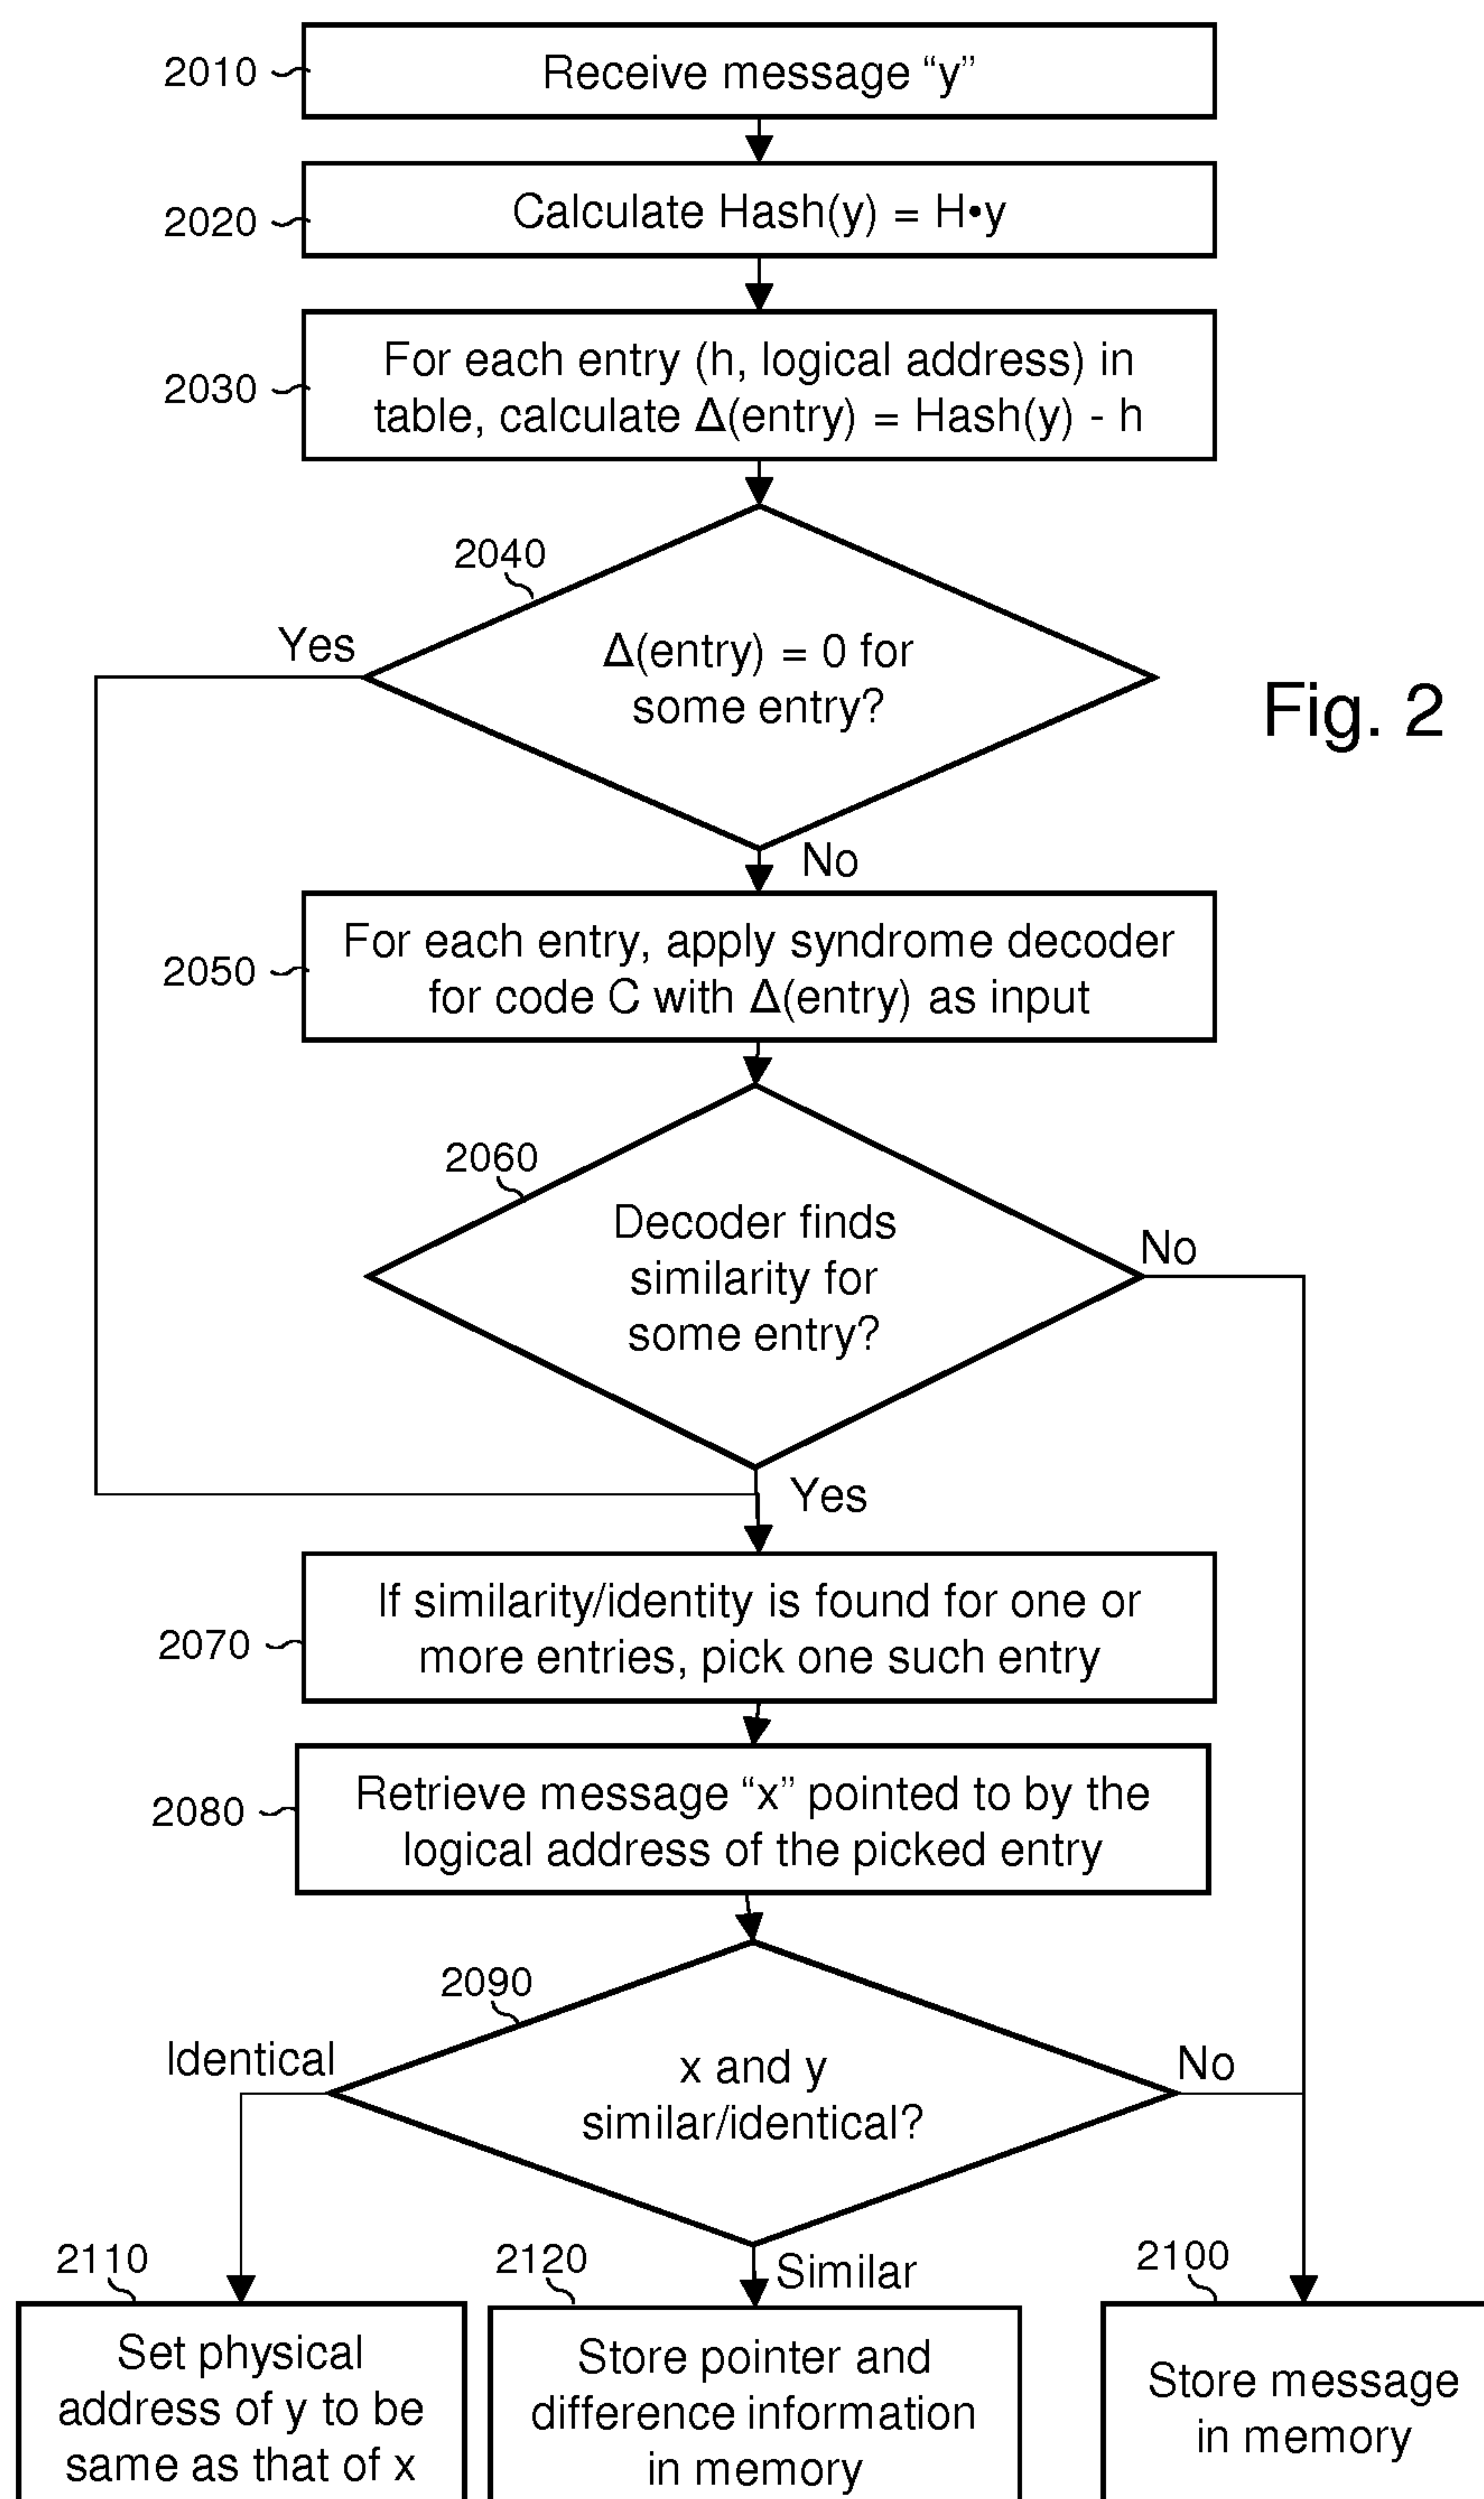 2010
Receive message “y”
2020
Calculate Hash(y) = H•y
2030
For each entry (h, logical address) in
table, calculate Δ(entry) = Hash(y) - h
2040
Yes
Δ(entry) = 0 for
some entry?
Fig. 2
No
2050
For each entry, apply syndrome decoder
for code C with Δ(entry) as input
2060
Decoder finds
similarity for
some entry?
No
Yes
2070
If similarity/identity is found for one or
more entries, pick one such entry
2080
Retrieve message “x” pointed to by the
logical address of the picked entry
2090
Identical
x and y
similar/identical?
No
Similar
2110
Set physical
address of y to be
same as that of x
2120
Store pointer and
difference information
in memory
2100
Store message
in memory